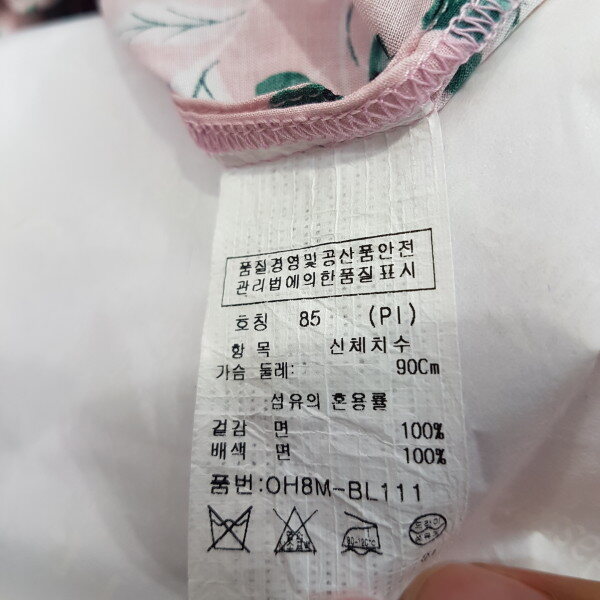 품질경영및공산품안전
관리법에의한품질표시
호칭 85 (PI)
항목 신체치수
가슴 둘레: 90Cm
섬유의 혼용률
겉감 면 100%
배색 면 100%
품번:OH8M-BL111